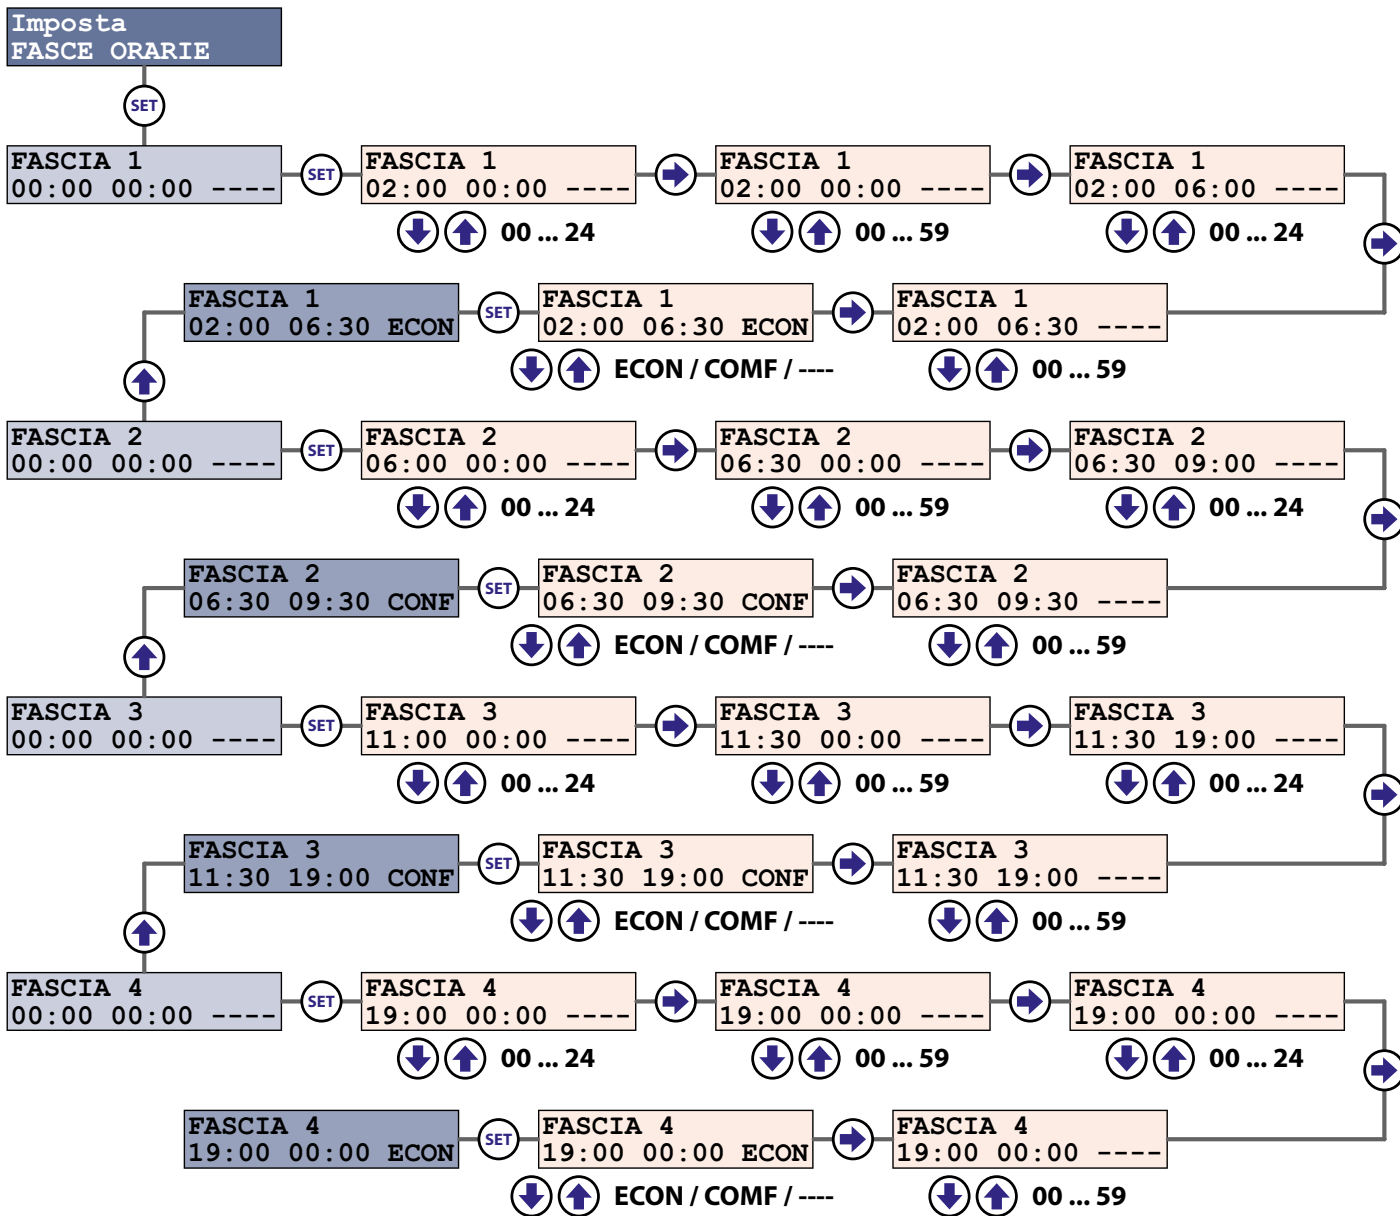 Imposta
FASCE ORARIE
SET
FASCIA 1
00:00 00:00 ----
SET
FASCIA 1
02:00 00:00 ----
00 ... 24
FASCIA 1
02:00 00:00 ----
00 ... 59
FASCIA 1
02:00 06:00 ----
00 ... 24
FASCIA 1
02:00 06:30 ECON
SET
FASCIA 1
02:00 06:30 ECON
ECON / COMF / ----
FASCIA 1
02:00 06:30 ----
00 ... 59
FASCIA 2
00:00 00:00 ----
SET
FASCIA 2
06:00 00:00 ----
00 ... 24
FASCIA 2
06:30 00:00 ----
00 ... 59
FASCIA 2
06:30 09:00 ----
00 ... 24
FASCIA 2
06:30 09:30 CONF
SET
FASCIA 2
06:30 09:30 CONF
ECON / COMF / ----
FASCIA 2
06:30 09:30 ----
00 ... 59
FASCIA 3
00:00 00:00 ----
SET
FASCIA 3
11:00 00:00 ----
00 ... 24
FASCIA 3
11:30 00:00 ----
00 ... 59
FASCIA 3
11:30 19:00 ----
00 ... 24
FASCIA 3
11:30 19:00 CONF
SET
FASCIA 3
11:30 19:00 CONF
ECON / COMF / ----
FASCIA 3
11:30 19:00 ----
00 ... 59
FASCIA 4
00:00 00:00 ----
SET
FASCIA 4
19:00 00:00 ----
00 ... 24
FASCIA 4
19:00 00:00 ----
00 ... 59
FASCIA 4
19:00 00:00 ----
00 ... 24
FASCIA 4
19:00 00:00 ECON
SET
FASCIA 4
19:00 00:00 ECON
ECON / COMF / ----
FASCIA 4
19:00 00:00 ----
00 ... 59